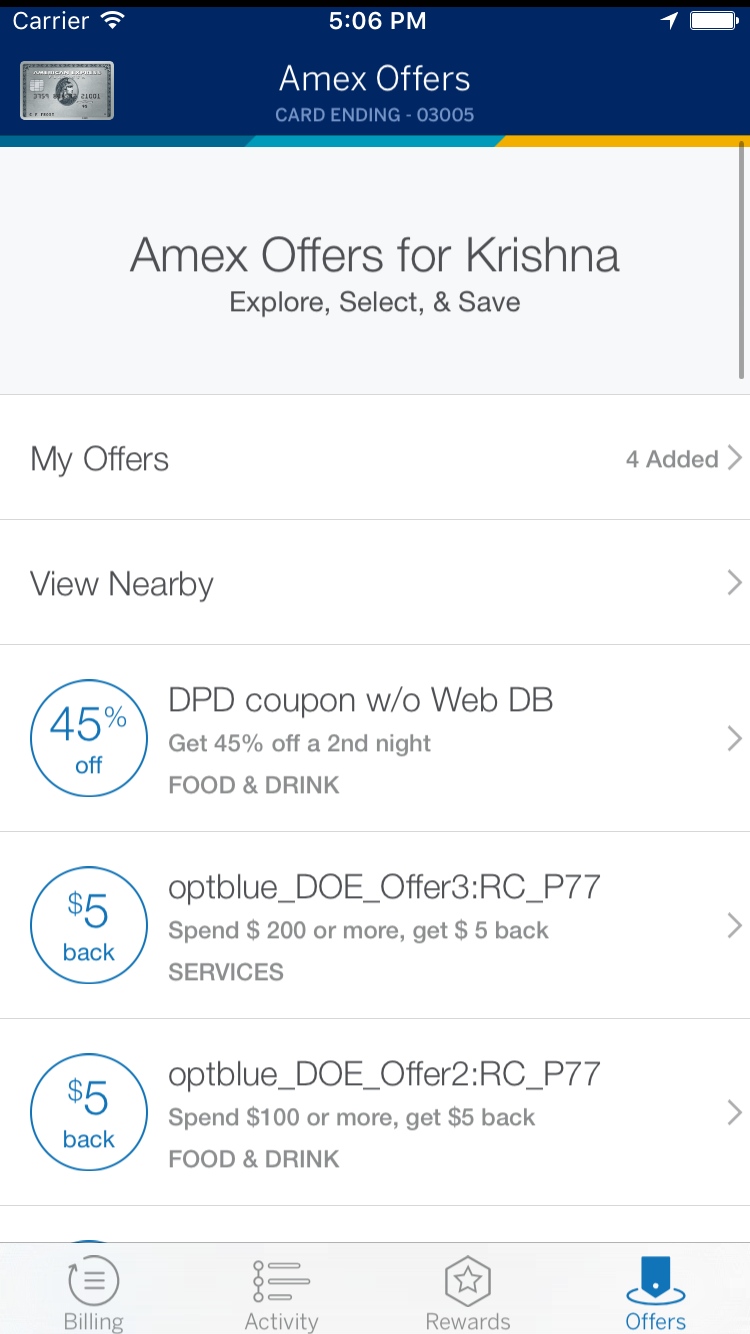 Carrier 5:06 PM
AMERICAN EXPRESS
Amex Offers
CARD ENDING - 03005
Amex Offers for Krishna
Explore, Select, & Save
My Offers 4 Added
View Nearby
45% off
DPD coupon w/o Web DB
Get 45% off a 2nd night
FOOD & DRINK
$5 back
optblue_DOE_Offer3:RC_P77
Spend $ 200 or more, get $ 5 back
SERVICES
$5 back
optblue_DOE_Offer2:RC_P77
Spend $100 or more, get $5 back
FOOD & DRINK
Billing Activity Rewards Offers